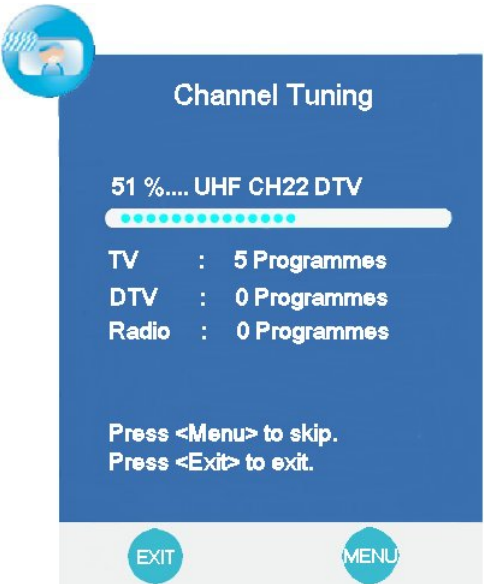 Channel Tuning
51 %.... UHF CH22 DTV
TV : 5 Programmes
DTV : 0 Programmes
Radio : 0 Programmes
Press <Menu> to skip.
Press <Exit> to exit.
EXIT MENU